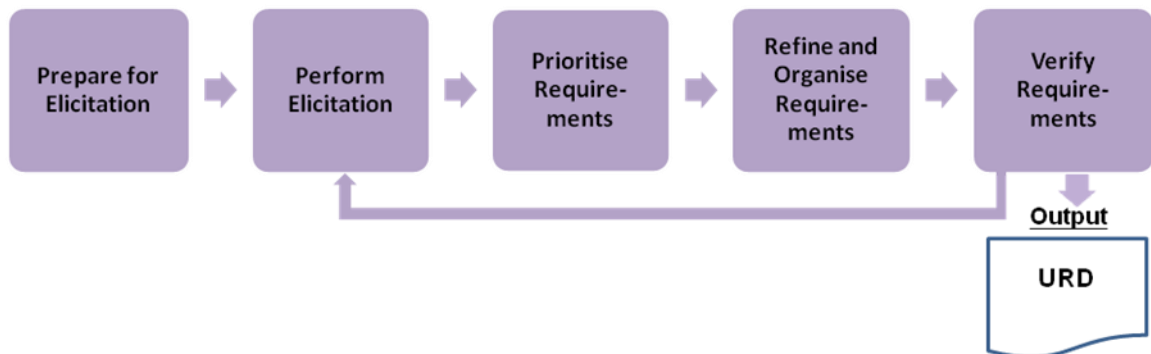 Prepare for
Elicitation
Perform
Elicitation
Prioritise
Require-
ments
Refine and
Organise
Require-
ments
Verify
Require-
ments
Output
URD